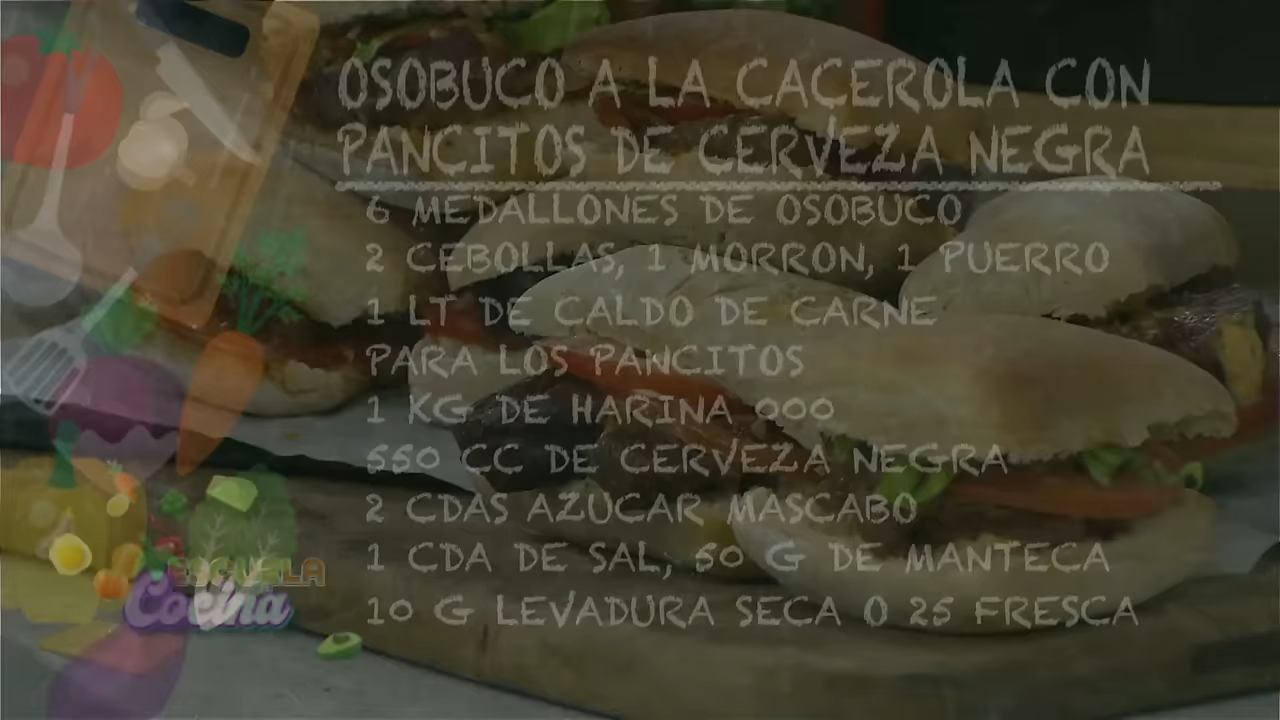 OSOBUCO A LA CACEROLA CON
PANCITOS DE CERVEZA NEGRA
6 MEDALLONES DE OSOBUCO
2 CEBOLLAS, 1 MORRON, 1 PUERRO
1 LT DE CALDO DE CARNE
PARA LOS PANCITOS
1 KG DE HARINA 000
550 CC DE CERVEZA NEGRA
2 CDAS AZUCAR MASCABO
1 CDA DE SAL, 50 G DE MANTECA
10 G LEVADURA SECA O 25 FRESCA
ESCUELA
Cocina